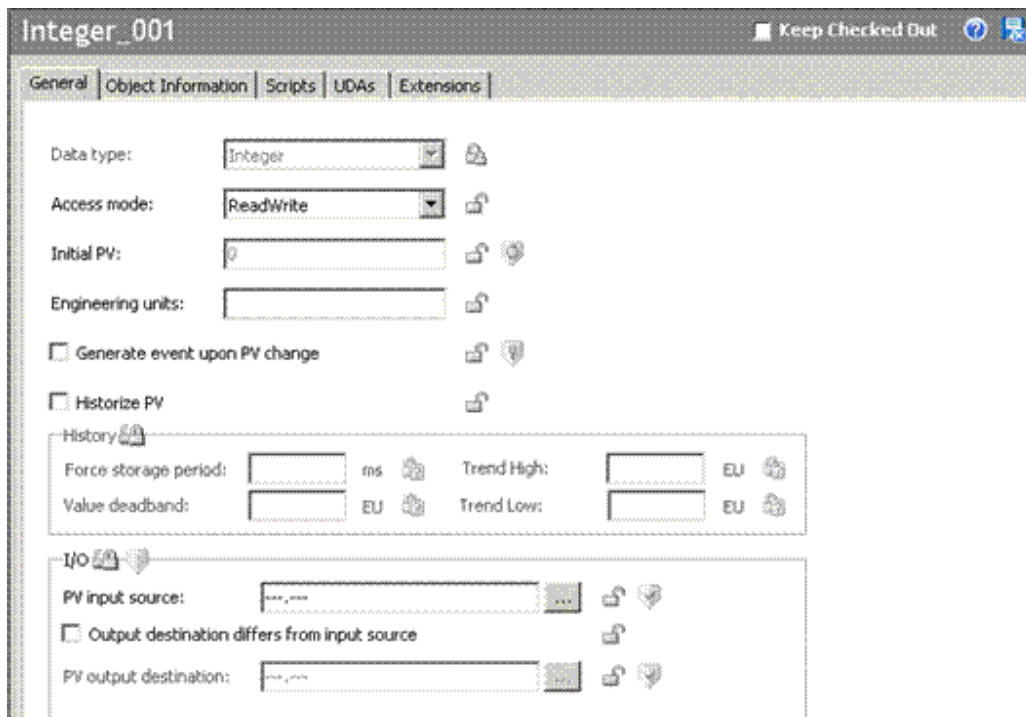 Integer_001 Keep Checked Out ?
General Object Information Scripts UDAs Extensions
Data type: Integer
Access mode: ReadWrite
Initial PV: 0
Engineering units:
Generate event upon PV change
Historize PV
History
Force storage period: ms Trend High: EU
Value deadband: EU Trend Low: EU
I/O
PV input source: ---.--- ...
Output destination differs from input source
PV output destination: ---.--- ...